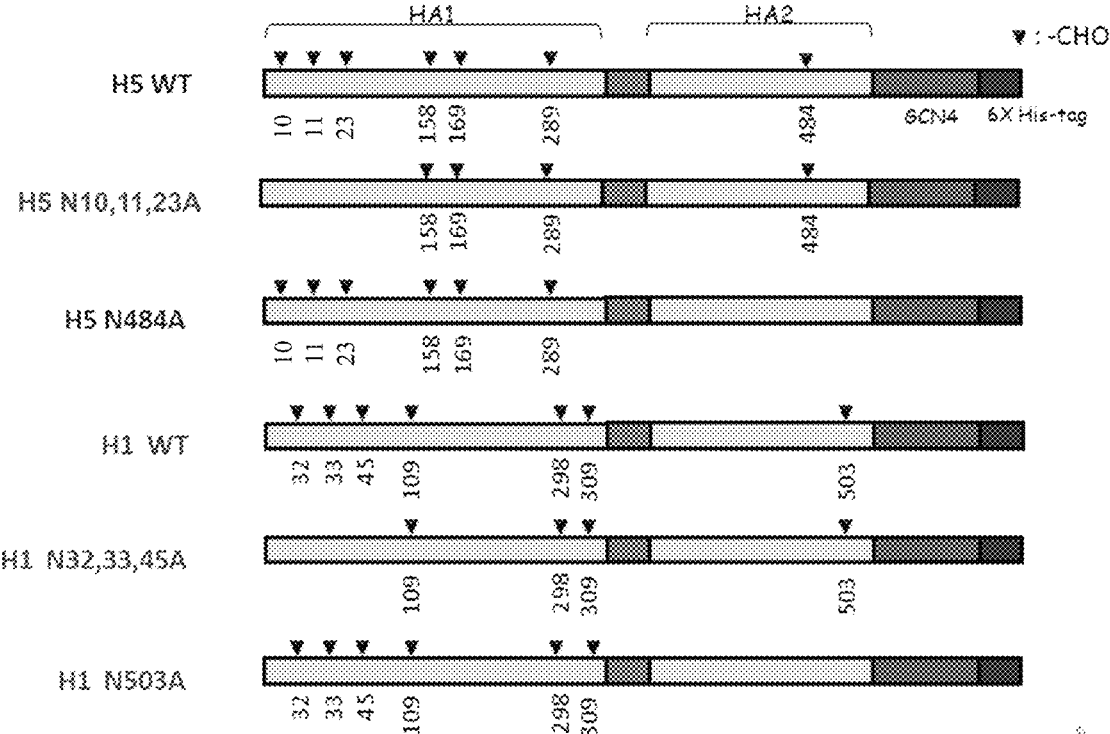 HA1 HA2
▼ : -CHO
H5 WT
10 11 23 158 169 289 484 GCN4 6X His-tag
H5 N10,11,23A
158 169 289 484
H5 N484A
10 11 23 158 169 289
H1 WT
32 33 45 109 298 309 503
H1 N32,33,45A
109 298 309 503
H1 N503A
32 33 45 109 298 309